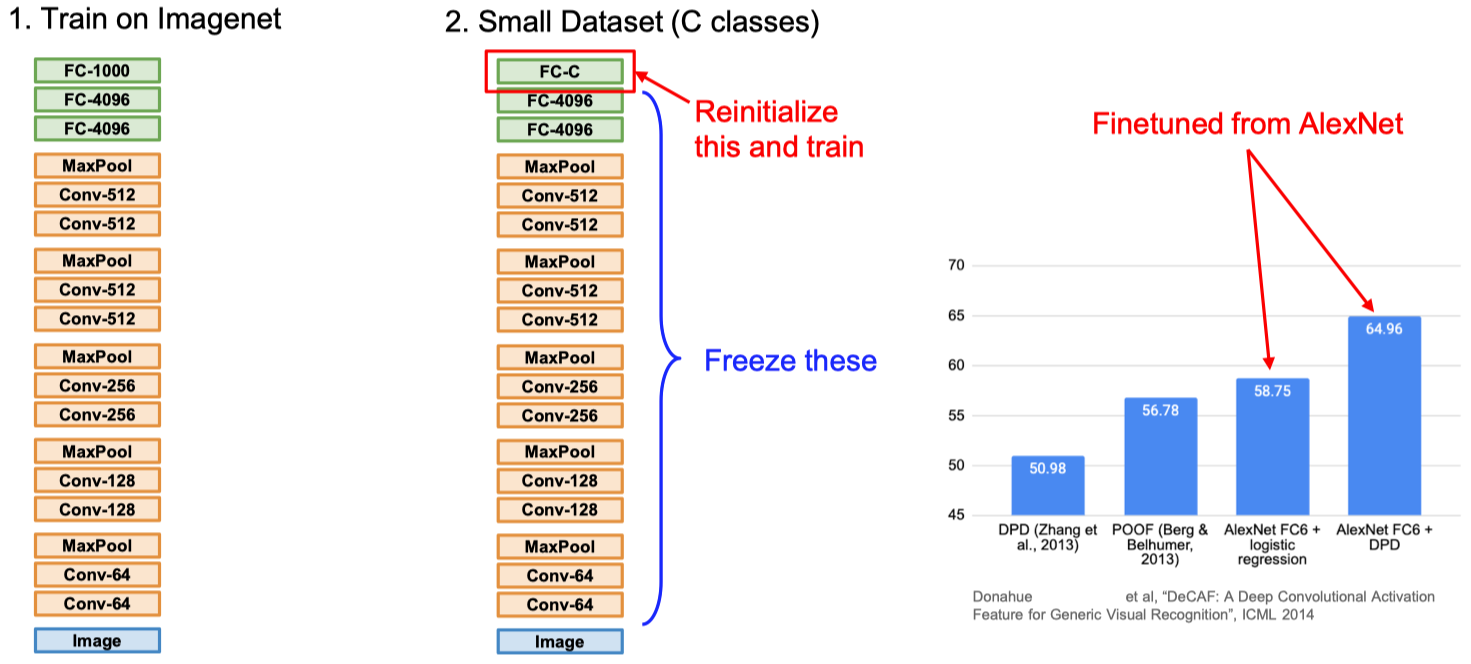 1. Train on Imagenet
FC-1000
FC-4096
FC-4096
MaxPool
Conv-512
Conv-512
MaxPool
Conv-512
Conv-512
MaxPool
Conv-256
Conv-256
MaxPool
Conv-128
Conv-128
MaxPool
Conv-64
Conv-64
Image
2. Small Dataset (C classes)
FC-C
FC-4096
FC-4096
MaxPool
Conv-512
Conv-512
MaxPool
Conv-512
Conv-512
MaxPool
Conv-256
Conv-256
MaxPool
Conv-128
Conv-128
MaxPool
Conv-64
Conv-64
Image
Reinitialize
this and train
Freeze these
Finetuned from AlexNet
70
65
60
55
50
45
50.98
56.78
58.75
64.96
DPD (Zhang et
al., 2013)
POOF (Berg &
Belhumer,
2013)
AlexNet FC6 +
logistic
regression
AlexNet FC6 +
DPD
Donahue et al, “DeCAF: A Deep Convolutional Activation
Feature for Generic Visual Recognition”, ICML 2014